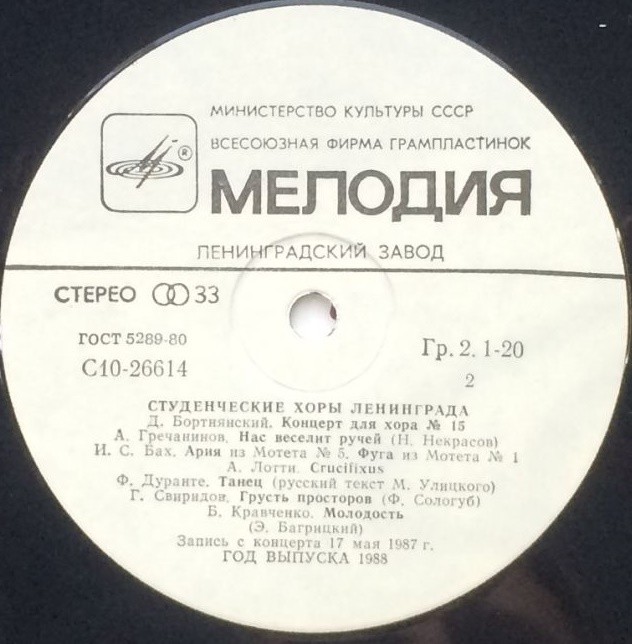 МИНИСТЕРСТВО КУЛЬТУРЫ СССР
ВСЕСОЮЗНАЯ ФИРМА ГРАМПЛАСТИНОК
®
МЕЛОДИЯ
ЛЕНИНГРАДСКИЙ ЗАВОД
СТЕРЕО 33
ГОСТ 5289-80
С10-26614
Гр. 2. 1-20
2
СТУДЕНЧЕСКИЕ ХОРЫ ЛЕНИНГРАДА
Д. Бортнянский. Концерт для хора № 15
А. Гречанинов. Нас веселит ручей (Н. Некрасов)
И. С. Бах. Ария из Мотета № 5. Фуга из Мотета № 1
А. Лотти. Crucifixus
Ф. Дуранте. Танец (русский текст М. Улицкого)
Г. Свиридов. Грусть просторов (Ф. Сологуб)
Б. Кравченко. Молодость
(Э. Багрицкий)
Запись с концерта 17 мая 1987 г.
ГОД ВЫПУСКА 1988